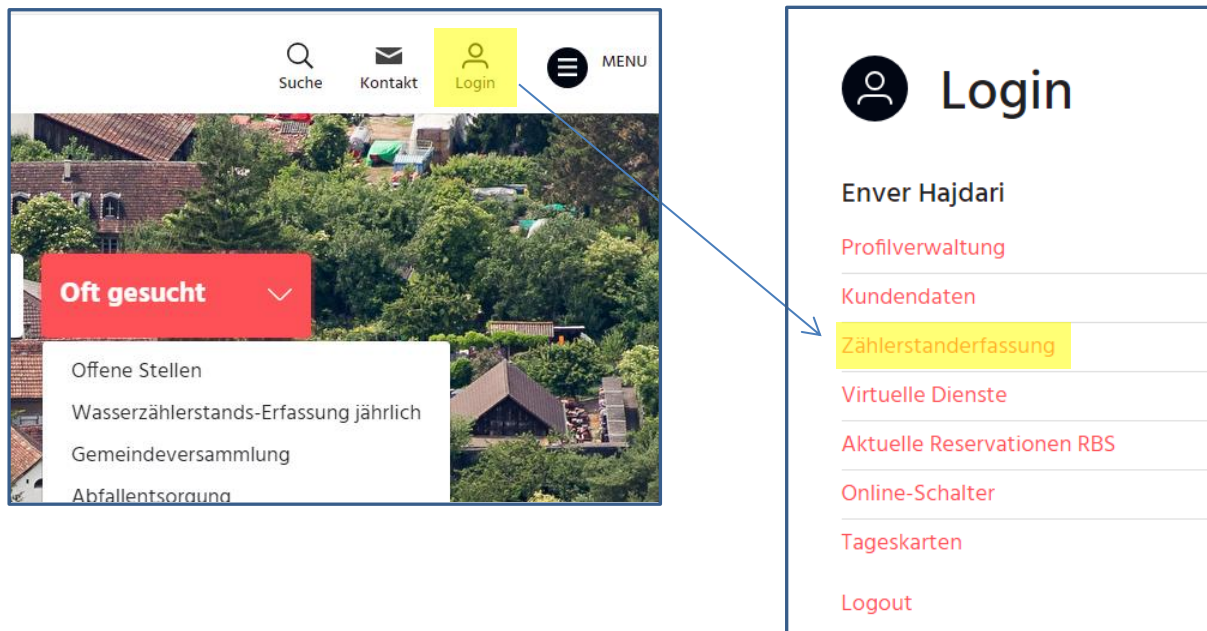 Suche
Kontakt
Login
MENU
Oft gesucht
Offene Stellen
Wasserzählerstands-Erfassung jährlich
Gemeindeversammlung
Abfallentsorgung
Login
Enver Hajdari
Profilverwaltung
Kundendaten
Zählerstanderfassung
Virtuelle Dienste
Aktuelle Reservationen RBS
Online-Schalter
Tageskarten
Logout